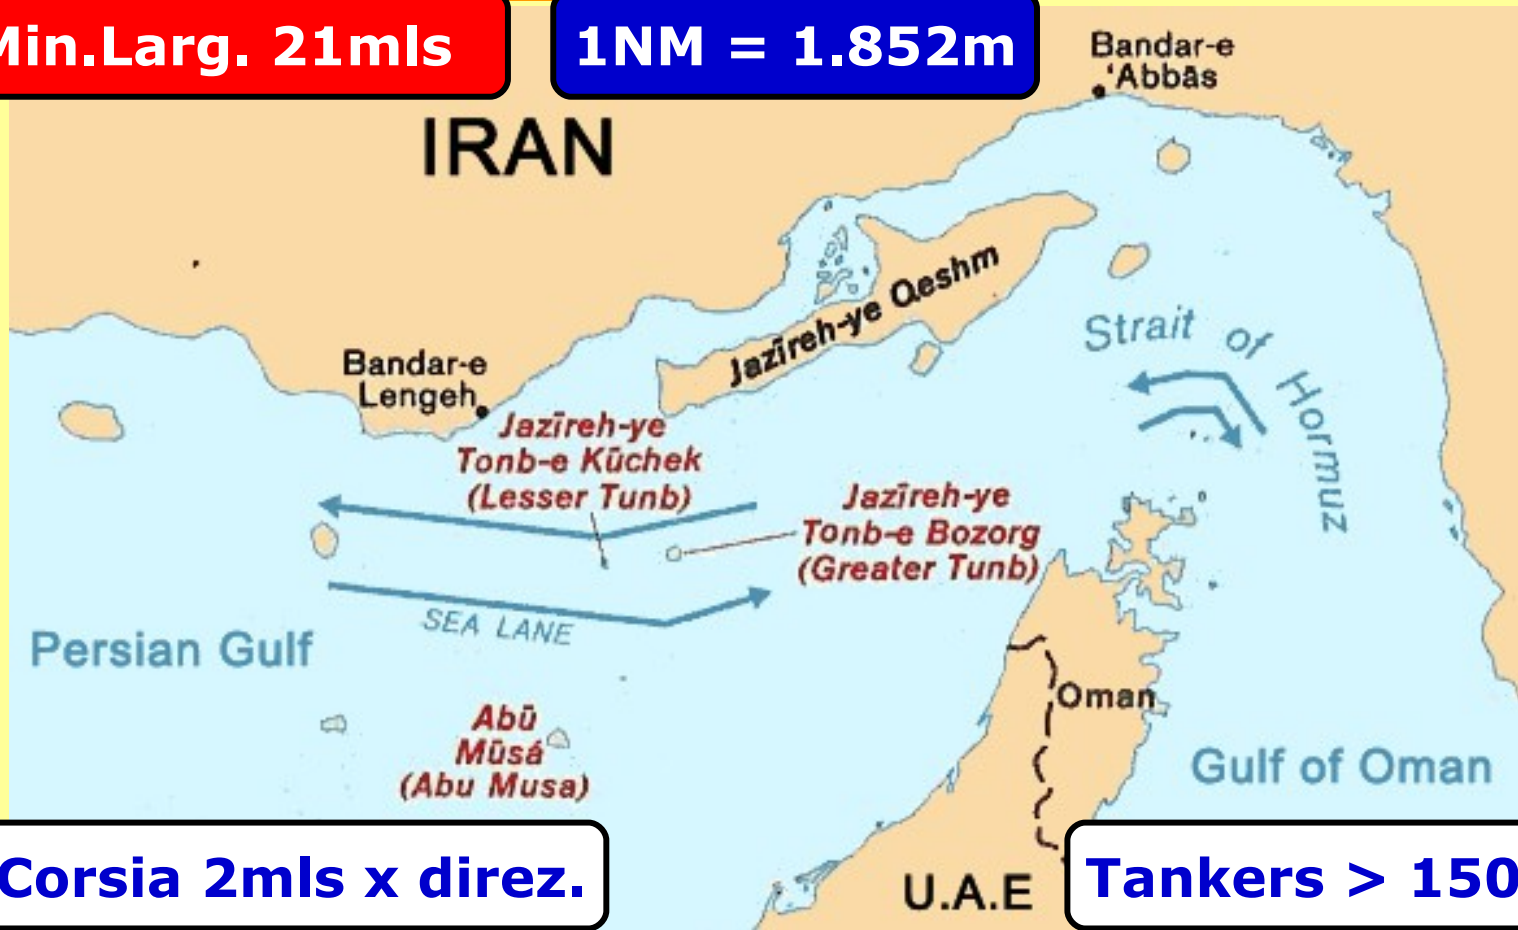 Min.Larg. 21mls
1NM = 1.852m
Bandar-e
'Abbās
IRAN
Jazīreh-ye Qeshm
Strait of Hormuz
Bandar-e
Lengeh
Jazīreh-ye
Tonb-e Kūchek
(Lesser Tunb)
Jazīreh-ye
Tonb-e Bozorg
(Greater Tunb)
SEA LANE
Persian Gulf
Oman
Abū
Mūsá
(Abu Musa)
Gulf of Oman
Corsia 2mls x direz.
U.A.E
Tankers > 150